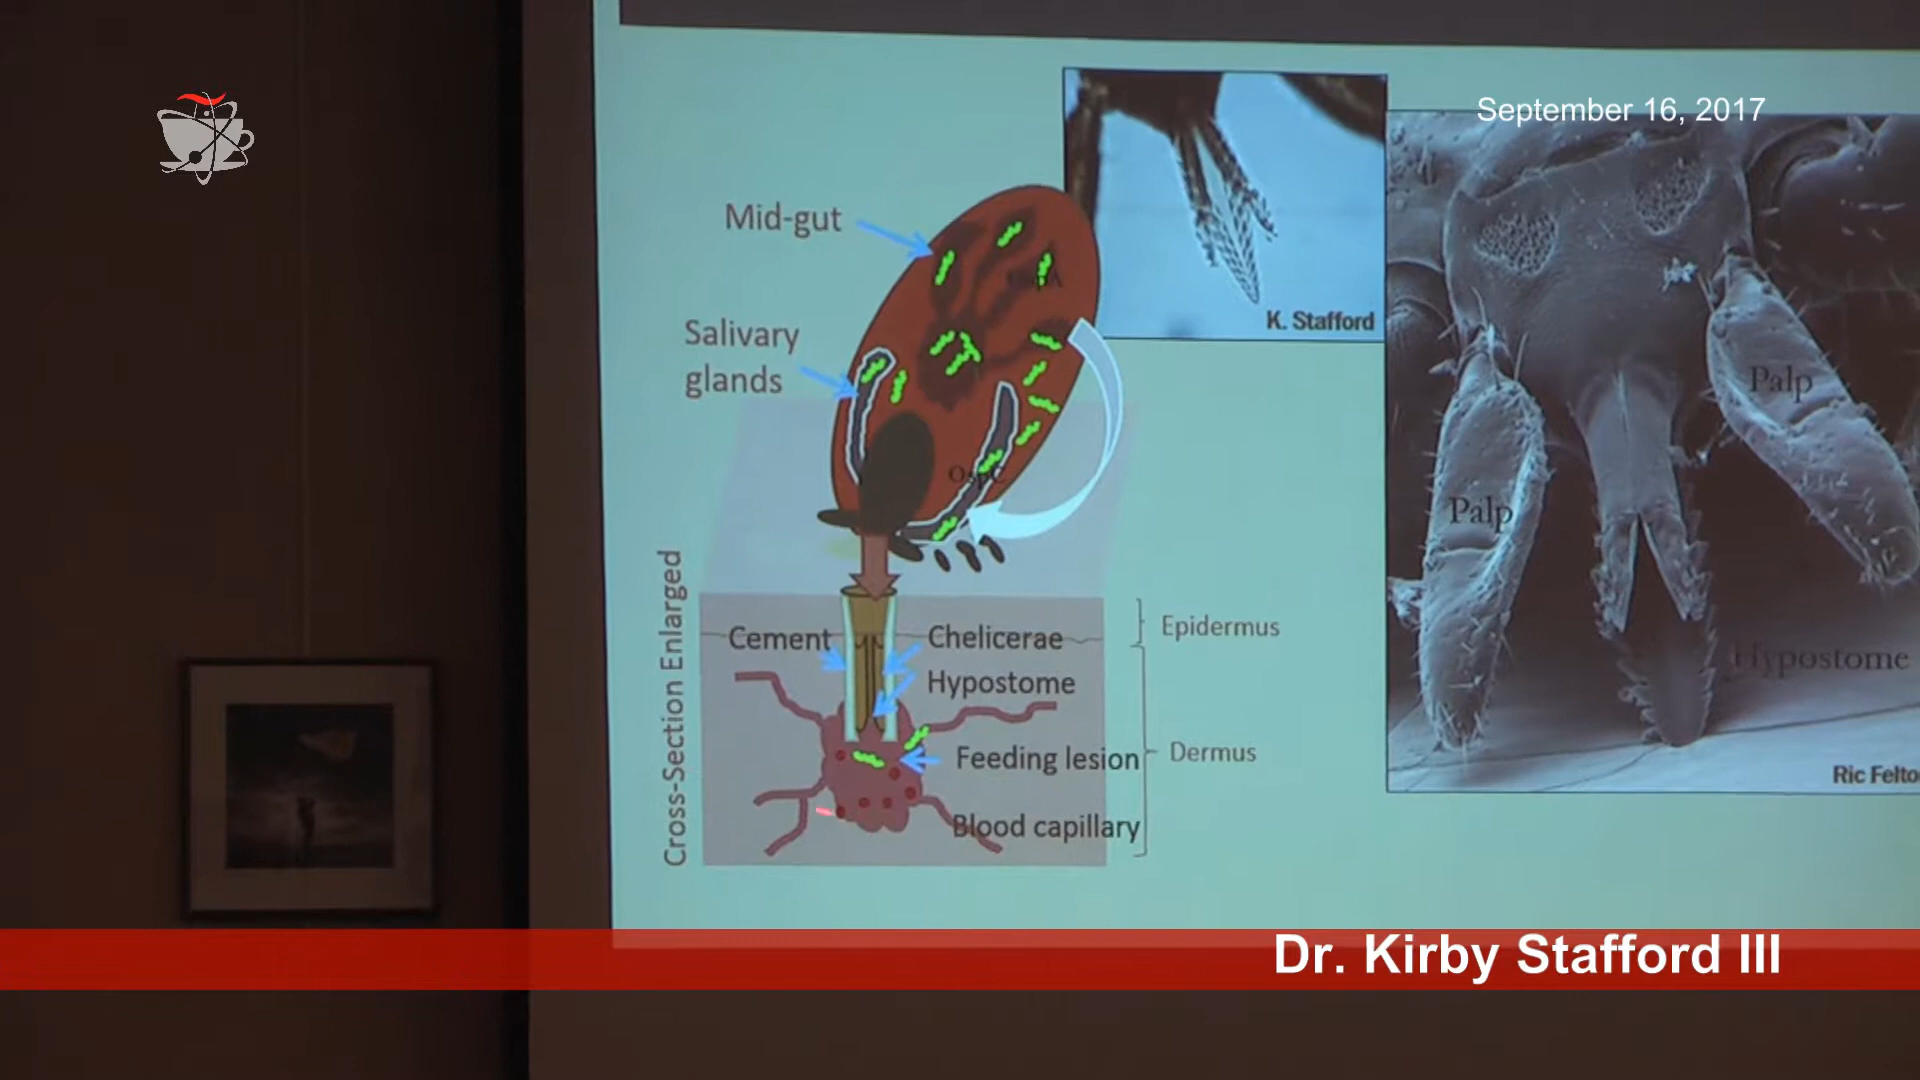 September 16, 2017
Mid-gut
Salivary
glands
OspC
K. Stafford
Palp
Palp
Hypostome
Ric Felto
Cross-Section Enlarged
Cement
Chelicerae
Hypostome
Feeding lesion
Blood capillary
Epidermus
Dermus
Dr. Kirby Stafford III